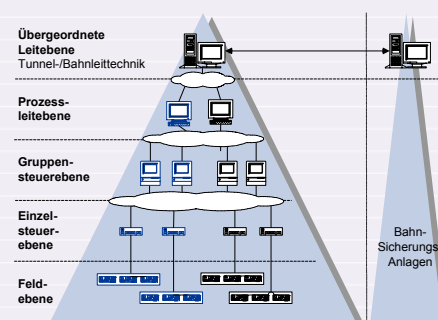 Übergeordnete
Leitebene
Tunnel-/Bahnleittechnik
Prozess-
leitebene
Gruppen-
steuerebene
Einzel-
steuer-
ebene
Feld-
ebene
Bahn-
Sicherungs
Anlagen